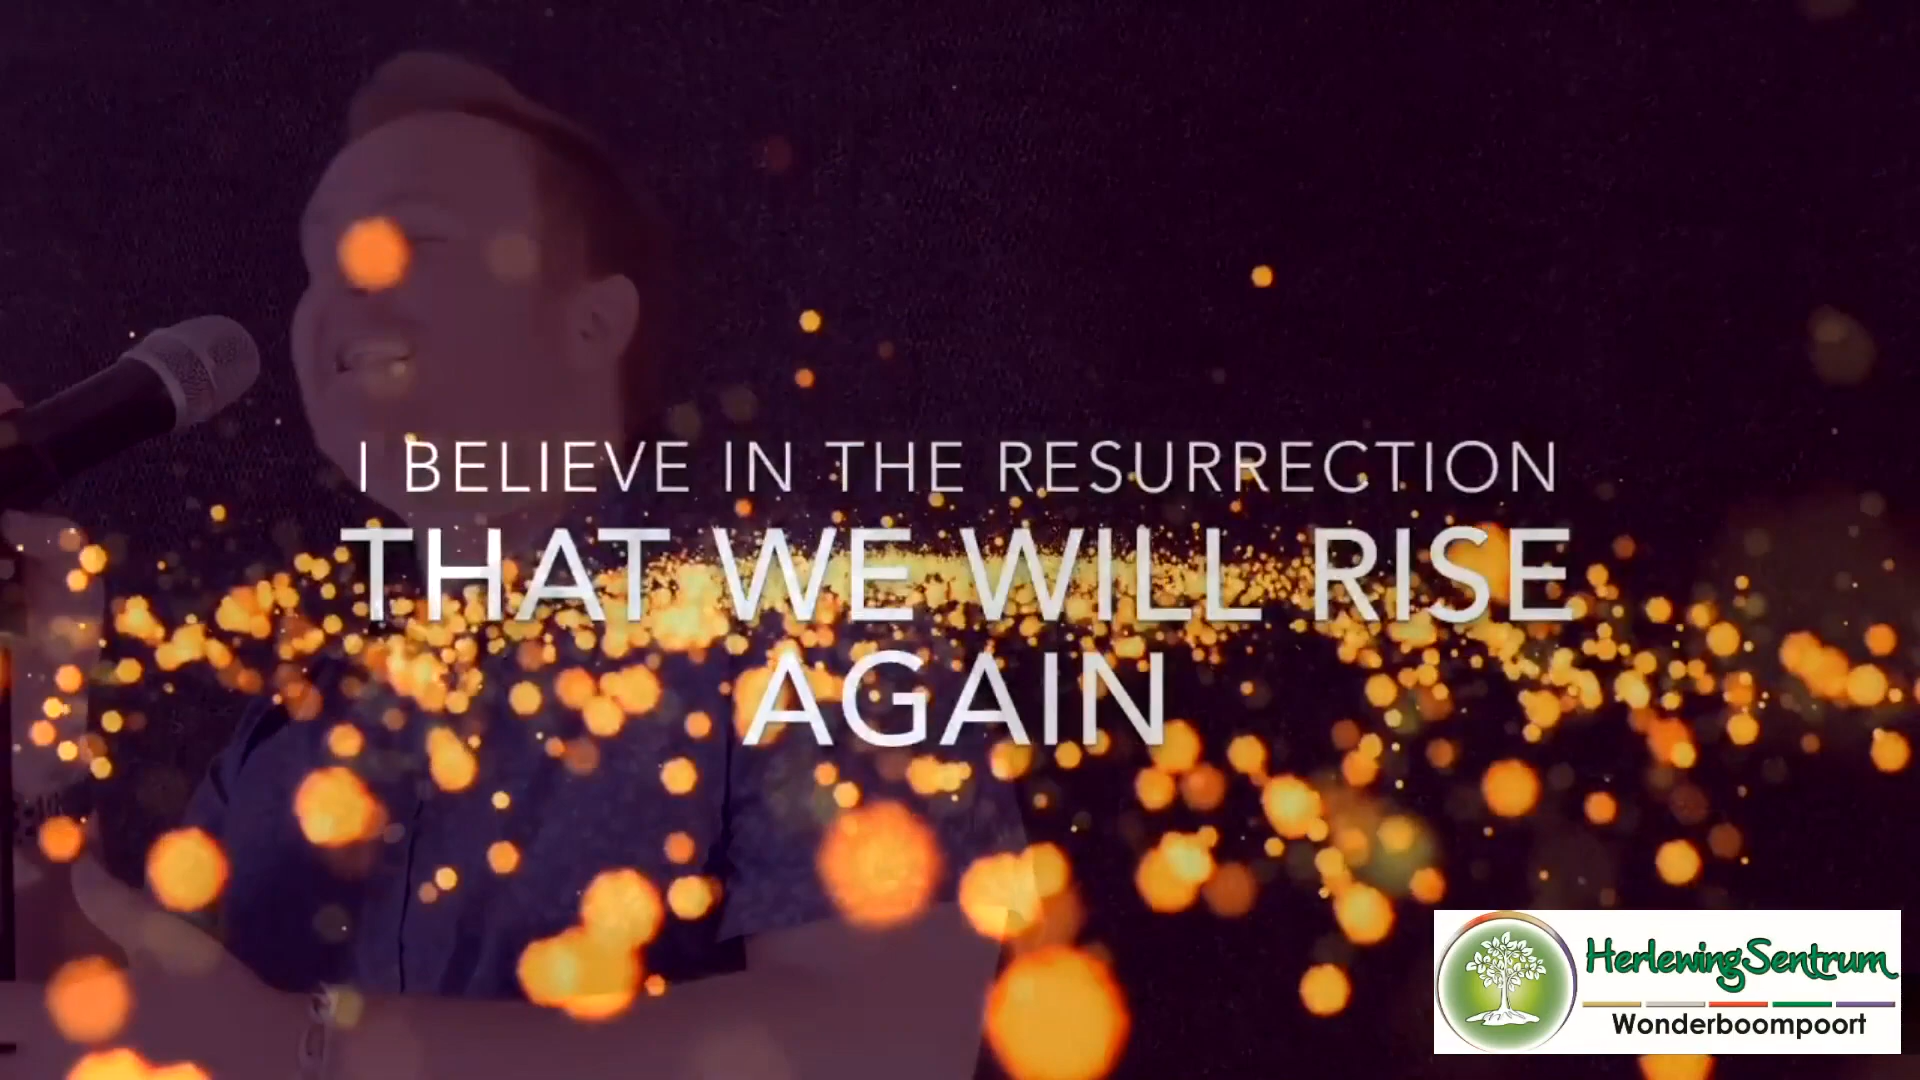 I BELIEVE IN THE RESURRECTION
THAT WE WILL RISE
AGAIN
HerlewingSentrum
Wonderboompoort